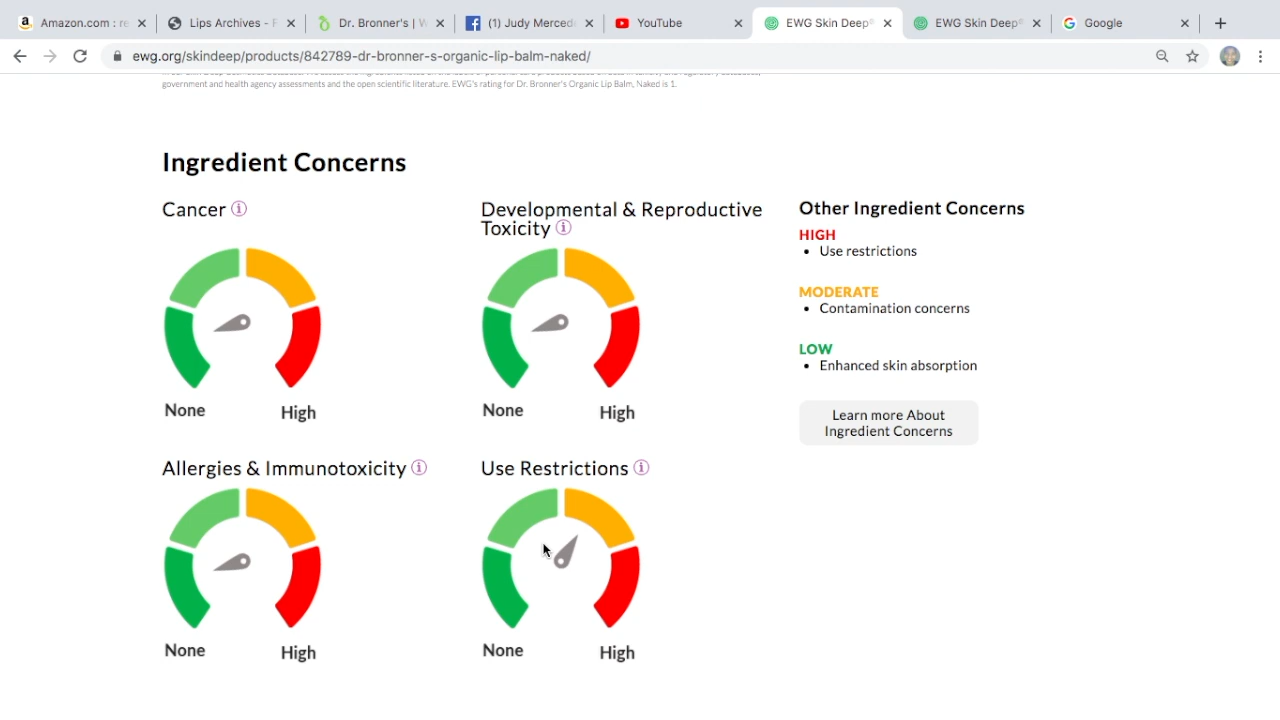 Amazon.com : re
Lips Archives - F
Dr. Bronner's | W
(1) Judy Merced
YouTube
EWG Skin Deep®
EWG Skin Deep®
Google
ewg.org/skindeep/products/842789-dr-bronner-s-organic-lip-balm-naked/
government and health agency assessments and the open scientific literature. EWG's rating for Dr. Bronner's Organic Lip Balm, Naked is 1.
Ingredient Concerns
Cancer
Developmental & Reproductive
Toxicity
None
High
None
High
Allergies & Immunotoxicity
Use Restrictions
None
High
None
High
Other Ingredient Concerns
HIGH
• Use restrictions
MODERATE
• Contamination concerns
LOW
• Enhanced skin absorption
Learn more About
Ingredient Concerns